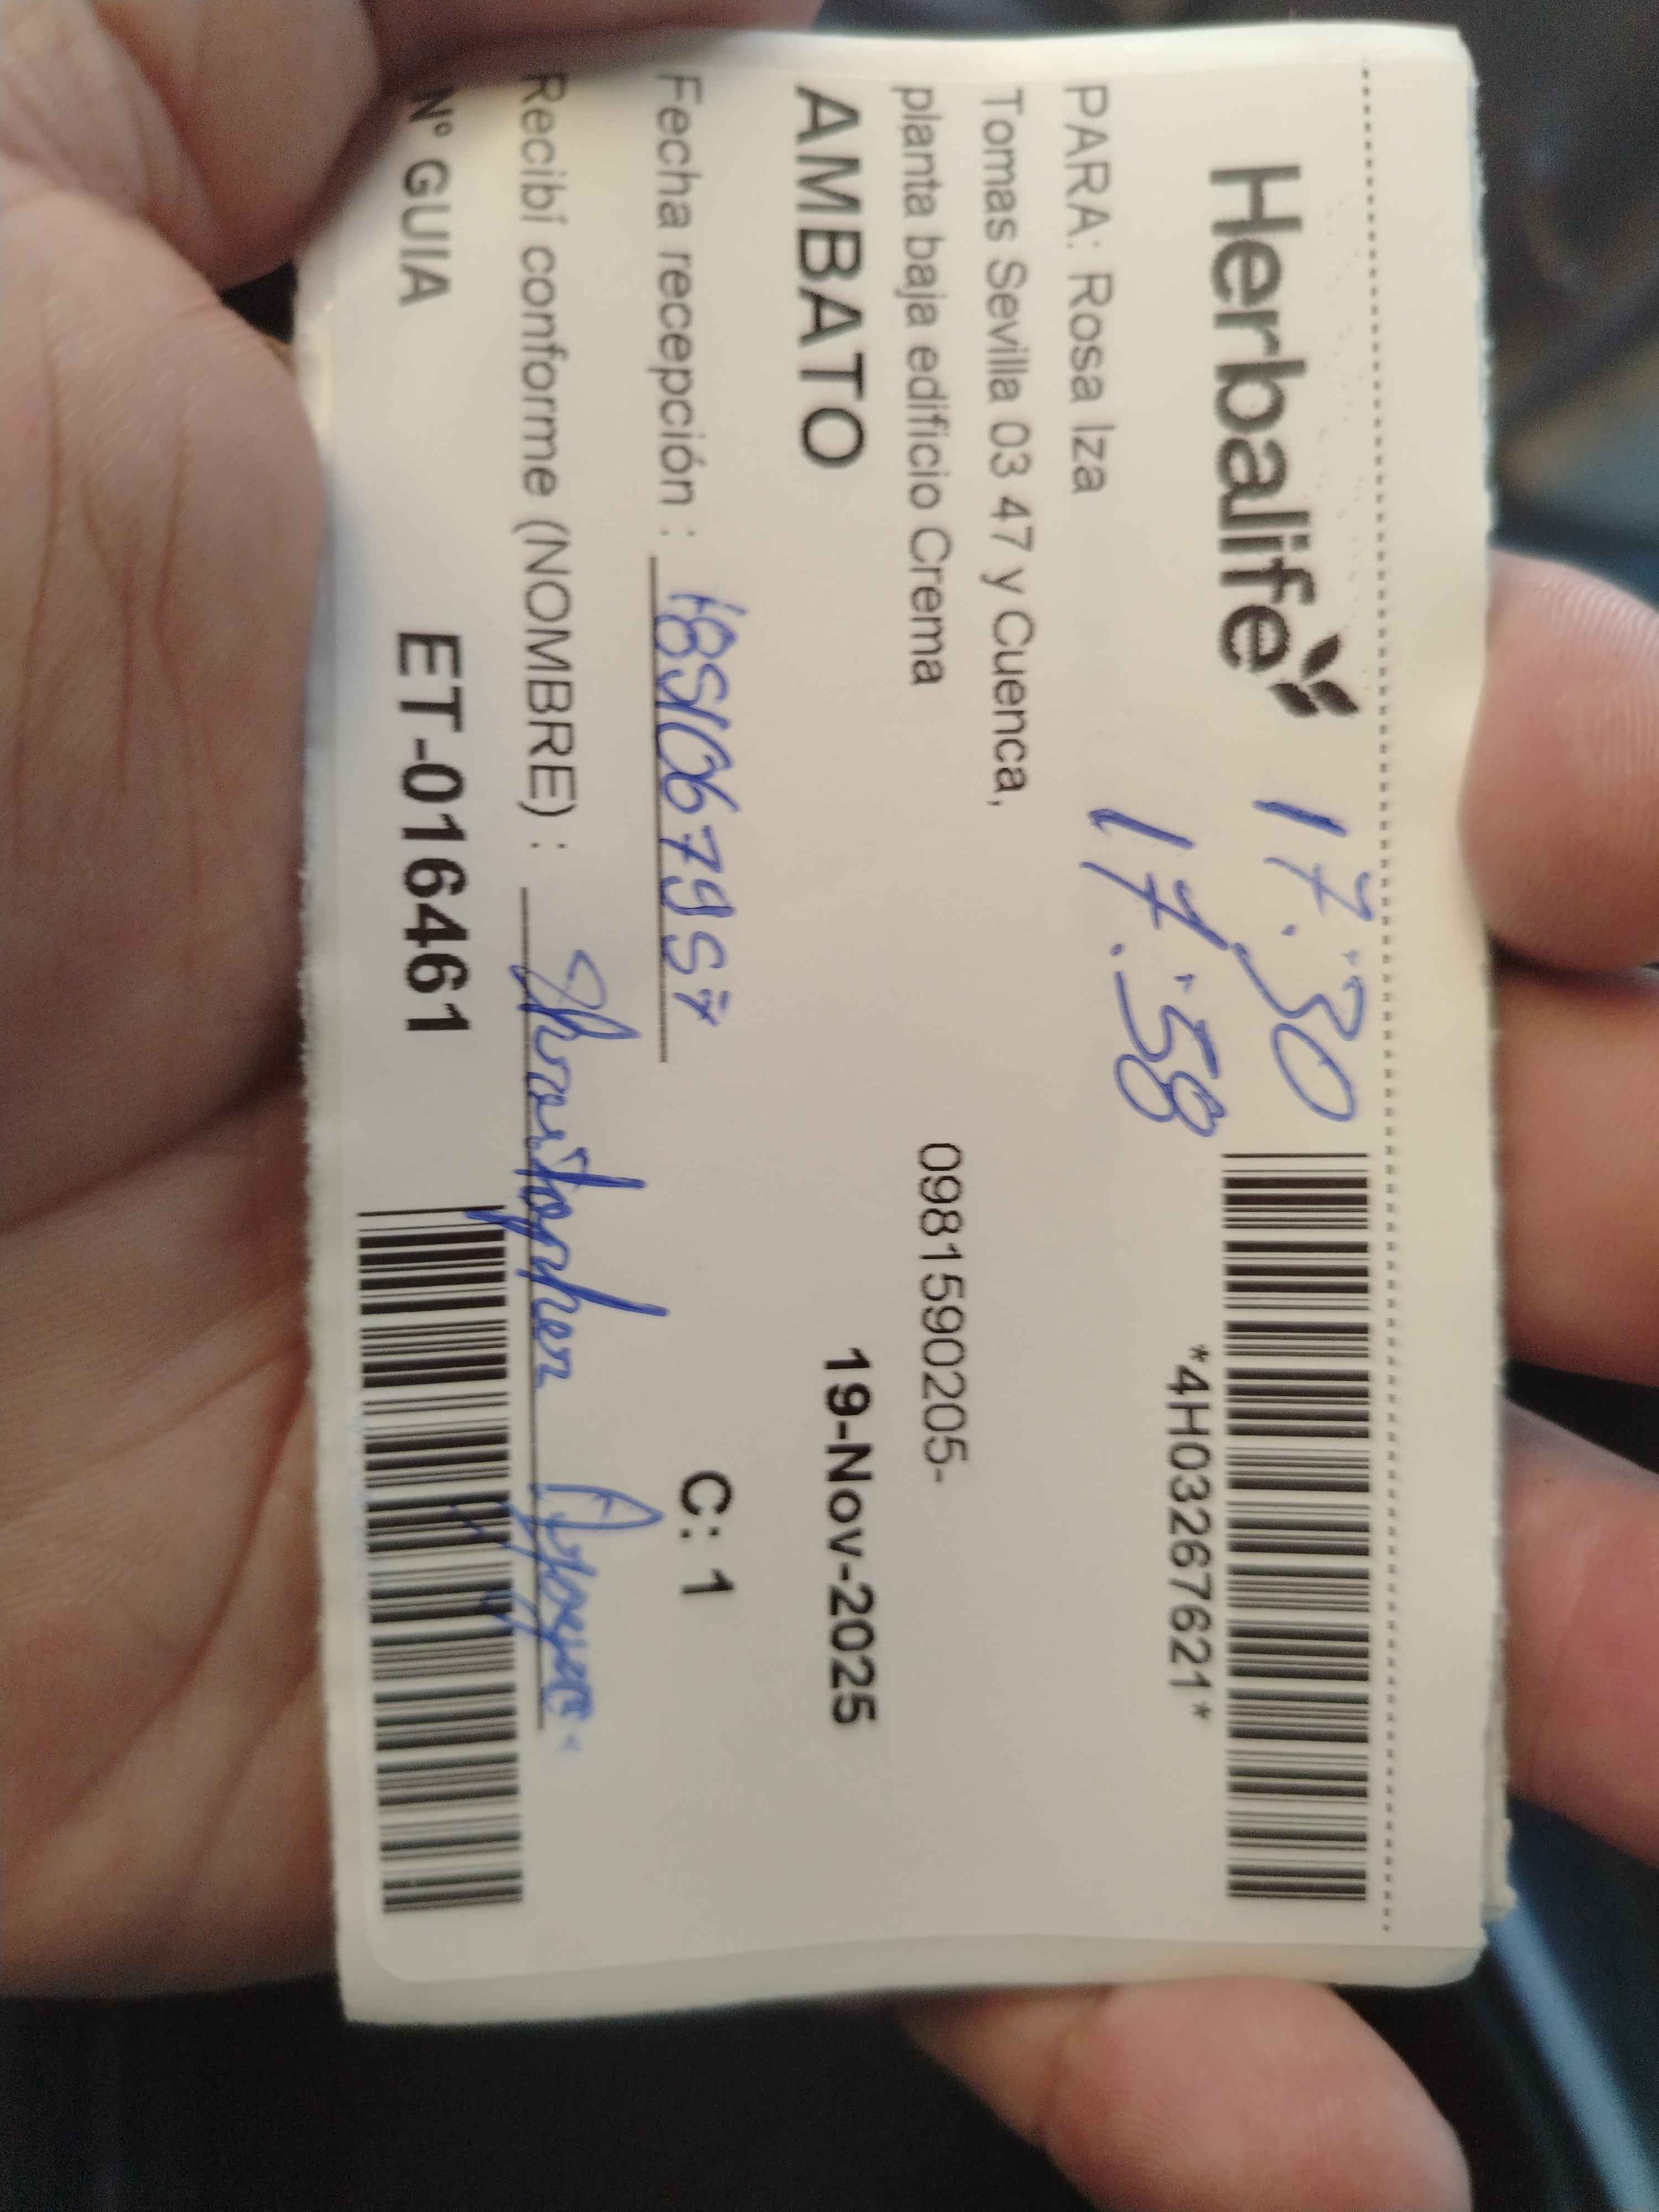 Herbalife
17:30
17:58
*4H03267621*
PARA: Rosa Iza
Tomas Sevilla 03 47 y Cuenca,
planta baja edificio Crema
0981590205-
AMBATO
19-Nov-2025
Fecha recepción :
C: 1
Recibí conforme (NOMBRE) :
N° GUIA
ET-016461